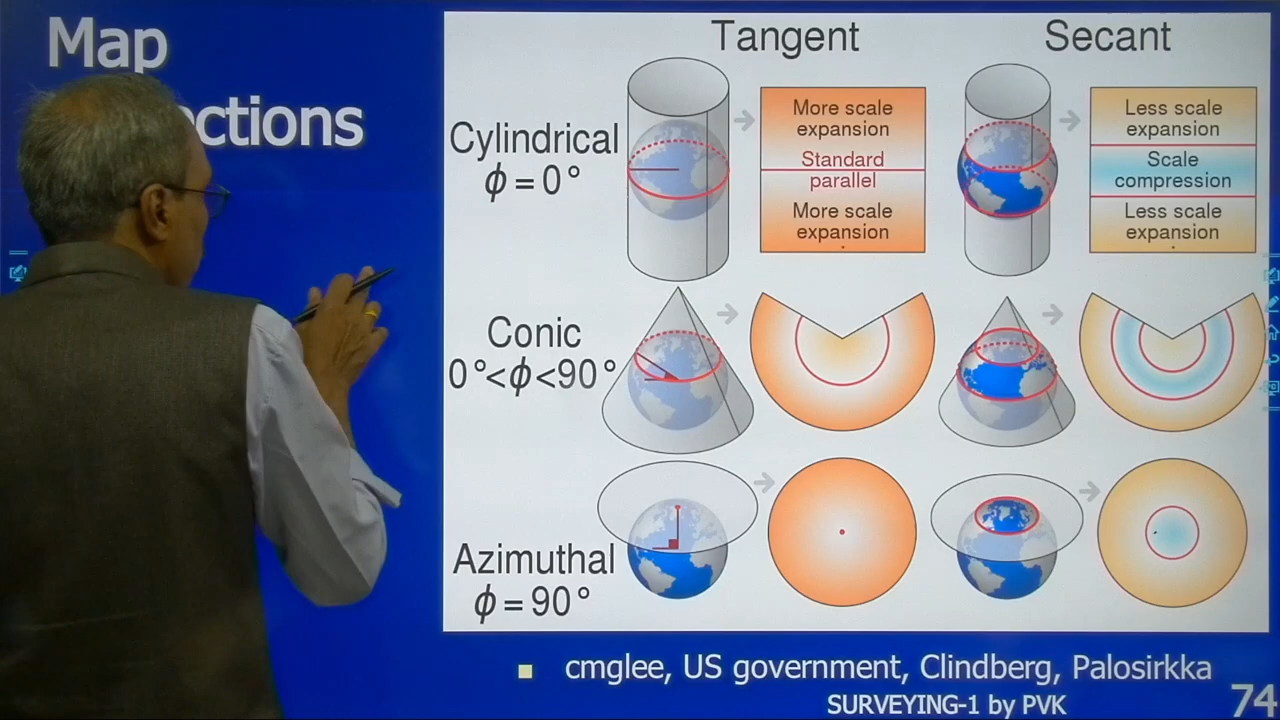 Map
ctions
Tangent
Secant
Cylindrical
ϕ = 0°
More scale
expansion
Standard
parallel
More scale
expansion
Less scale
expansion
Scale
compression
Less scale
expansion
Conic
0°<ϕ<90°
Azimuthal
ϕ = 90°
cmglee, US government, Clindberg, Palosirkka
SURVEYING-1 by PVK
74